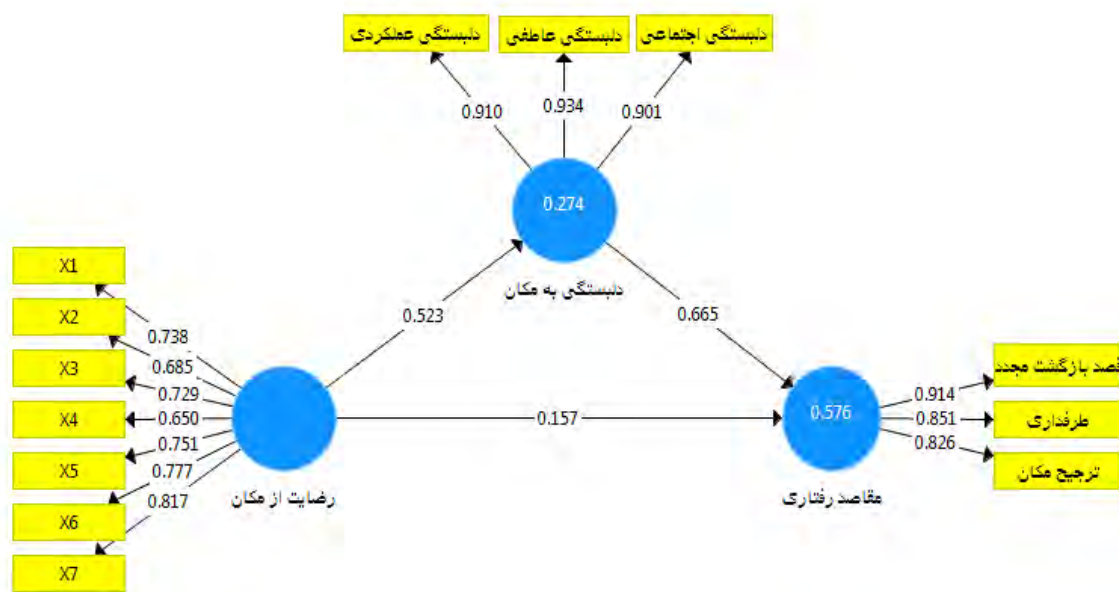 دلبستگی عملکردی
دلبستگی عاطفی
دلبستگی اجتماعی
0.910
0.934
0.901
0.274
دلبستگی به مکان
X1
X2
X3
X4
X5
X6
X7
0.738
0.685
0.729
0.650
0.751
0.777
0.817
رضایت از مکان
0.523
0.665
0.157
0.576
مقاصد رفتاری
0.914
0.851
0.826
قصد بازگشت مجدد
طرفداری
ترجیح مکان